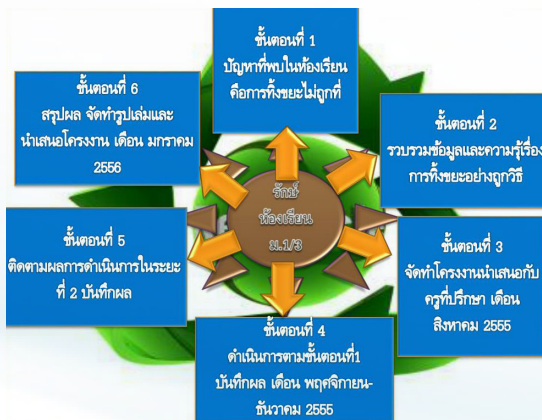 ขั้นตอนที่ 1
ปัญหาที่พบในห้องเรียน
คือการทิ้งขยะไม่ถูกที่
ขั้นตอนที่ 2
รวบรวมข้อมูลและความรู้เรื่อง
การทิ้งขยะอย่างถูกวิธี
ขั้นตอนที่ 3
จัดทำโครงงานนำเสนอกับ
ครูที่ปรึกษา เดือน
สิงหาคม 2555
ขั้นตอนที่ 4
ดำเนินการตามขั้นตอนที่1
บันทึกผล เดือน พฤศจิกายน-
ธันวาคม 2555
ขั้นตอนที่ 5
ติดตามผลการดำเนินการในระยะ
ที่ 2 บันทึกผล
ขั้นตอนที่ 6
สรุปผล จัดทำรูปเล่มและ
นำเสนอโครงงาน เดือน มกราคม
2556
รักษ์
ห้องเรียน
ม.1/3